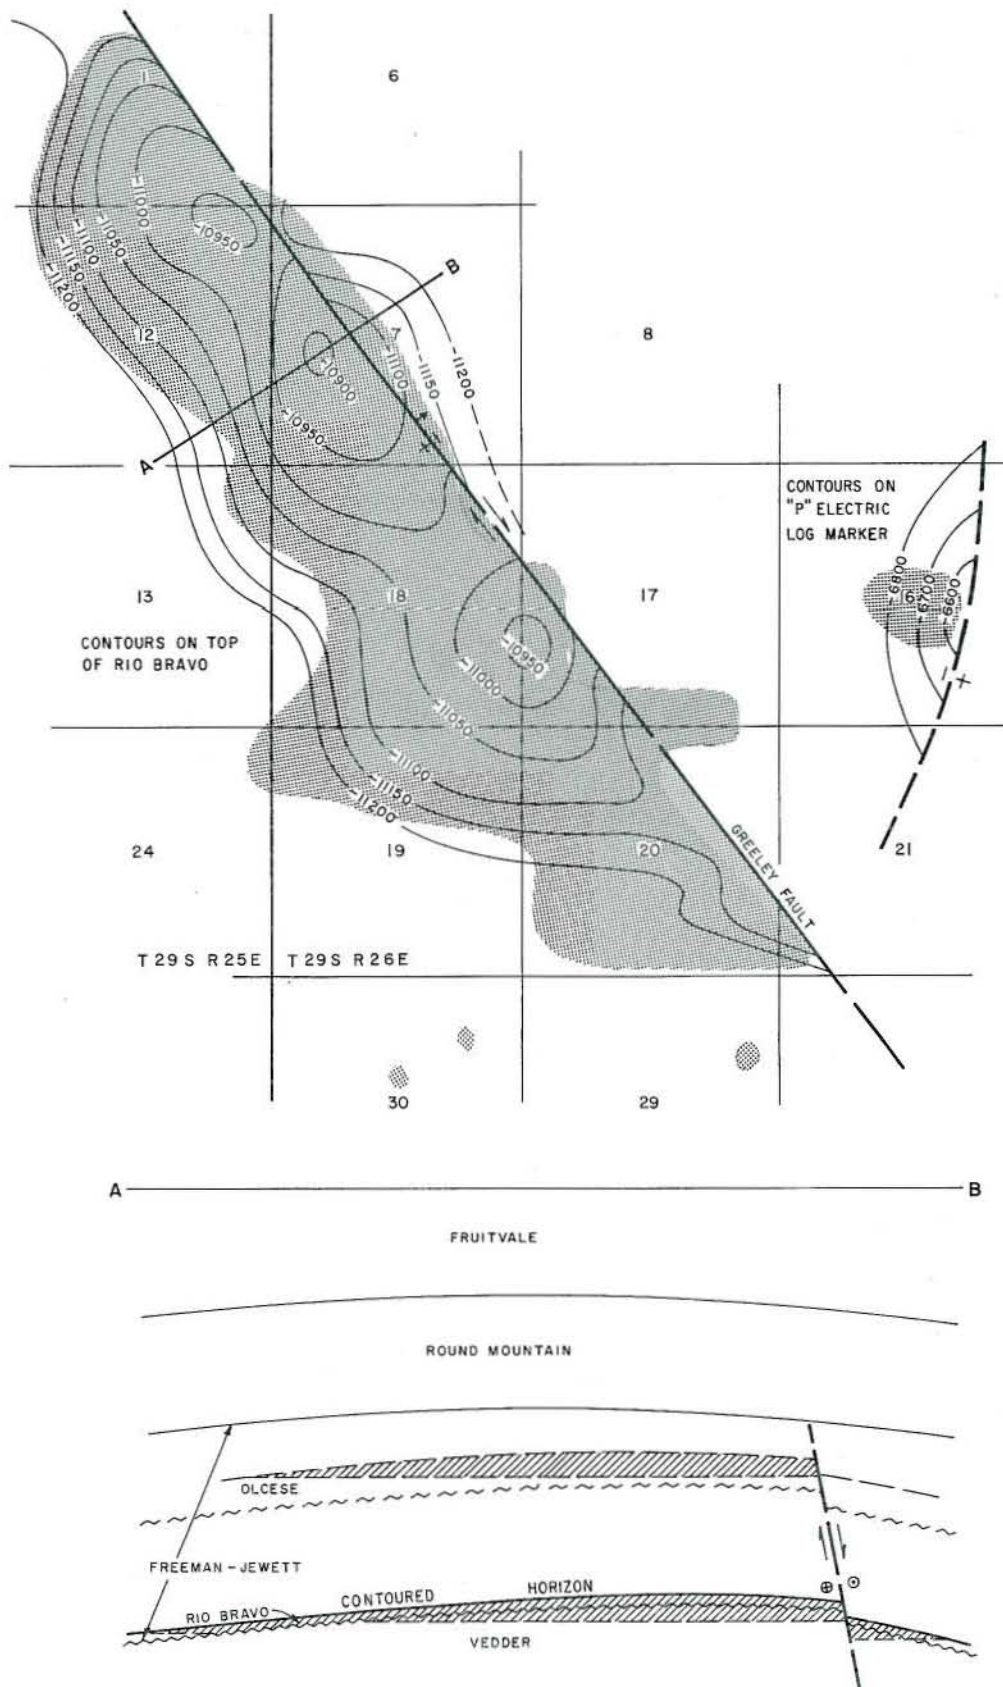 6
1
-11000
-10950
-11050
-11100
-11150
-11200
B
12
7
8
-11100
-11150
-11200
-10900
-10950
A
CONTOURS ON
"P" ELECTRIC
LOG MARKER
-6800
-6700
-6600
16
13
18
17
CONTOURS ON TOP
OF RIO BRAVO
-10950
-11000
-11050
-11100
-11150
-11200
GREELEY FAULT
24
19
20
21
T 29 S R 25 E
T 29 S R 26 E
30
29
A
B
FRUITVALE
ROUND MOUNTAIN
OLCESE
FREEMAN - JEWETT
CONTOURED HORIZON
RIO BRAVO
VEDDER